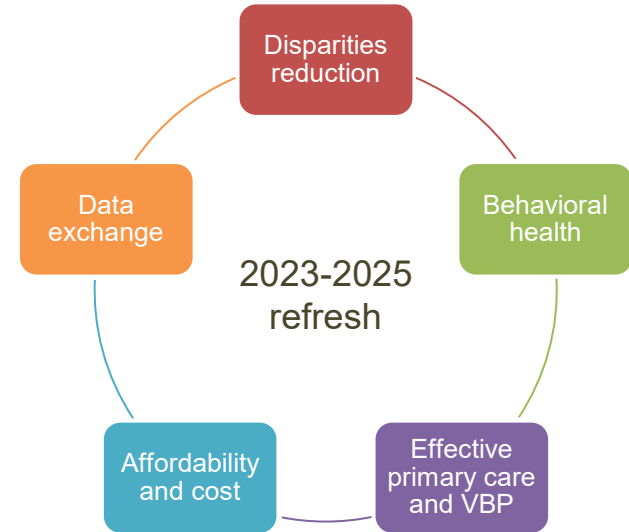 Disparities
reduction
Behavioral
health
Effective
primary care
and VBP
Affordability
and cost
Data
exchange
2023-2025
refresh